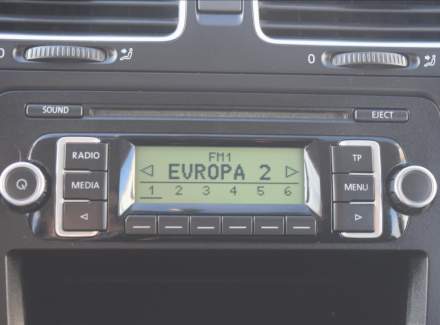 0
0
SOUND
EJECT
RADIO
FM1
TP
EVROPA 2
MEDIA
MENU
1 2 3 4 5 6